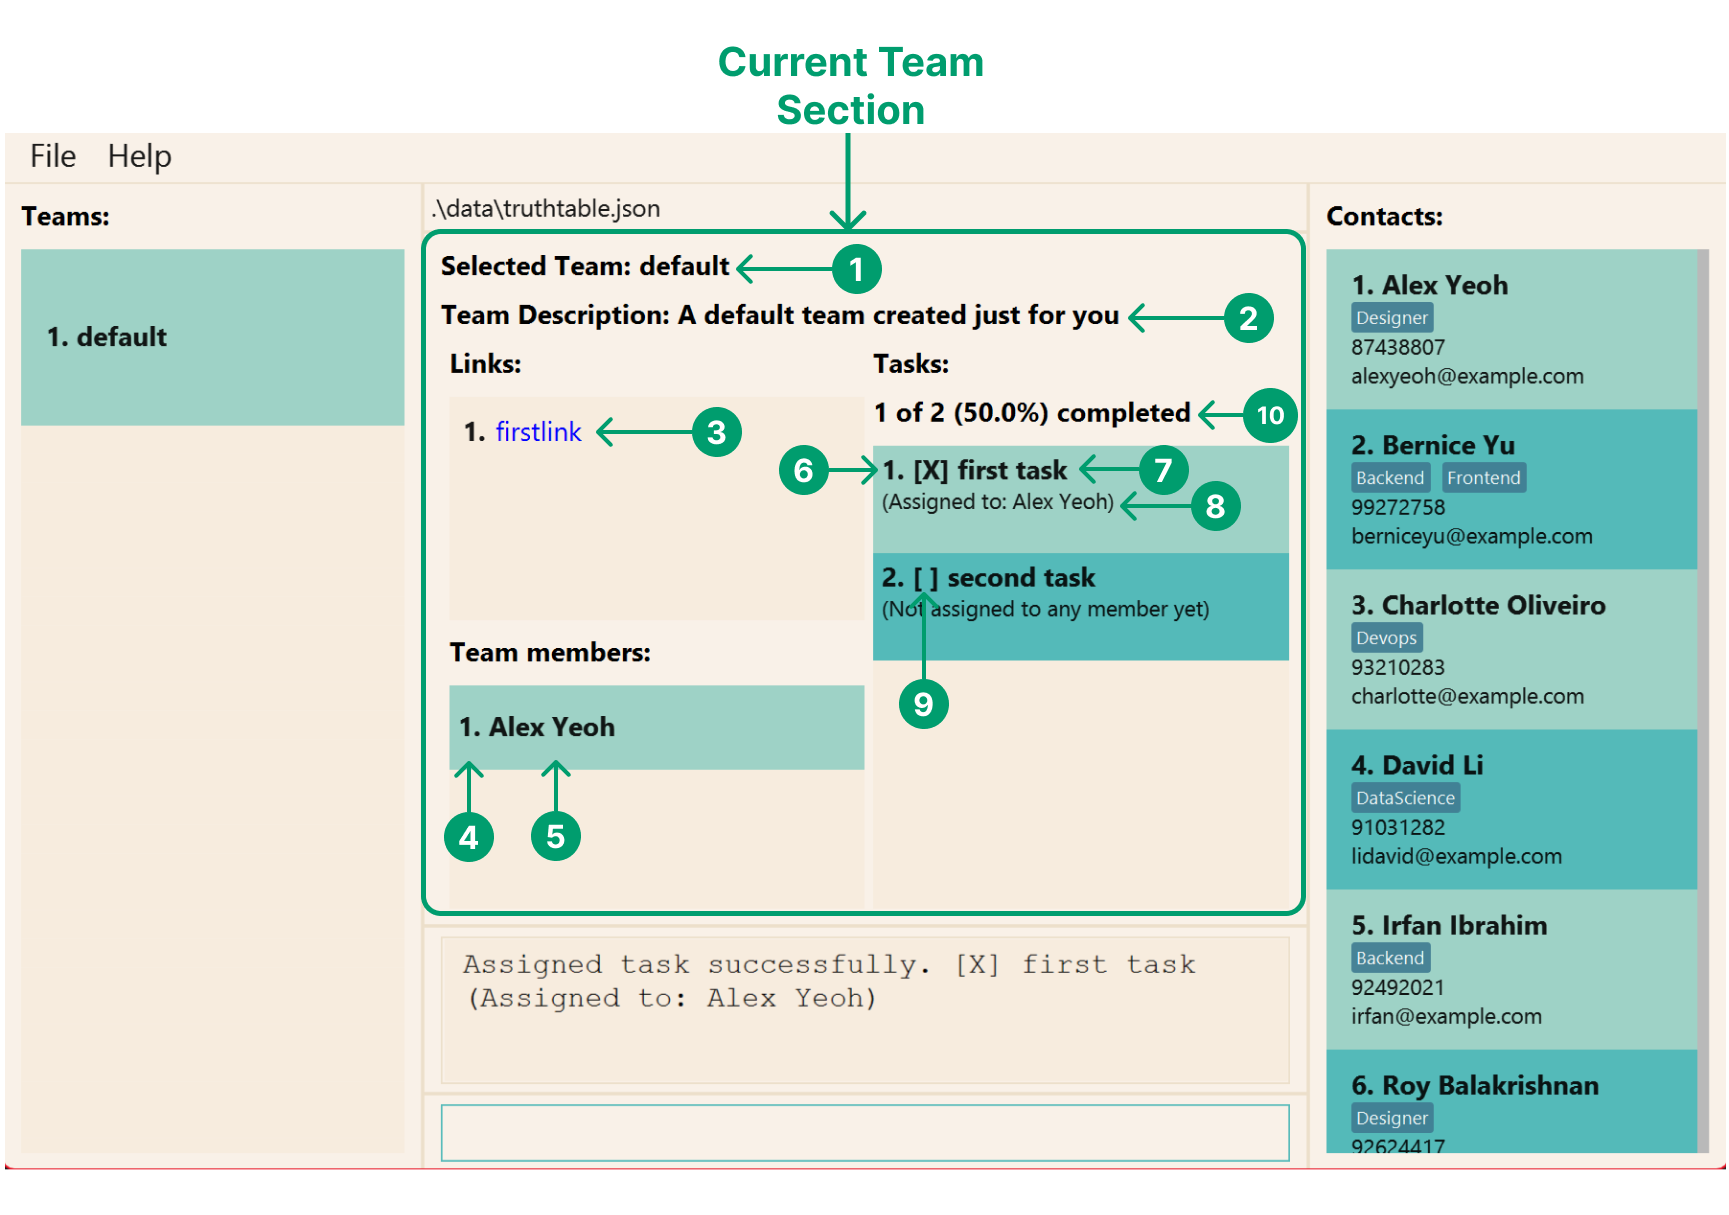 Current Team
Section
File Help
Teams:
1. default
.\data\truthtable.json
Selected Team: default
1
Team Description: A default team created just for you
2
Links:
1. firstlink
3
Team members:
1. Alex Yeoh
4
5
Tasks:
1 of 2 (50.0%) completed
10
6
1. [X] first task
7
(Assigned to: Alex Yeoh)
8
2. [ ] second task
(Not assigned to any member yet)
9
Assigned task successfully. [X] first task
(Assigned to: Alex Yeoh)
Contacts:
1. Alex Yeoh
Designer
87438807
alexyeoh@example.com
2. Bernice Yu
Backend Frontend
99272758
berniceyu@example.com
3. Charlotte Oliveiro
Devops
93210283
charlotte@example.com
4. David Li
DataScience
91031282
lidavid@example.com
5. Irfan Ibrahim
Backend
92492021
irfan@example.com
6. Roy Balakrishnan
Designer
92624417